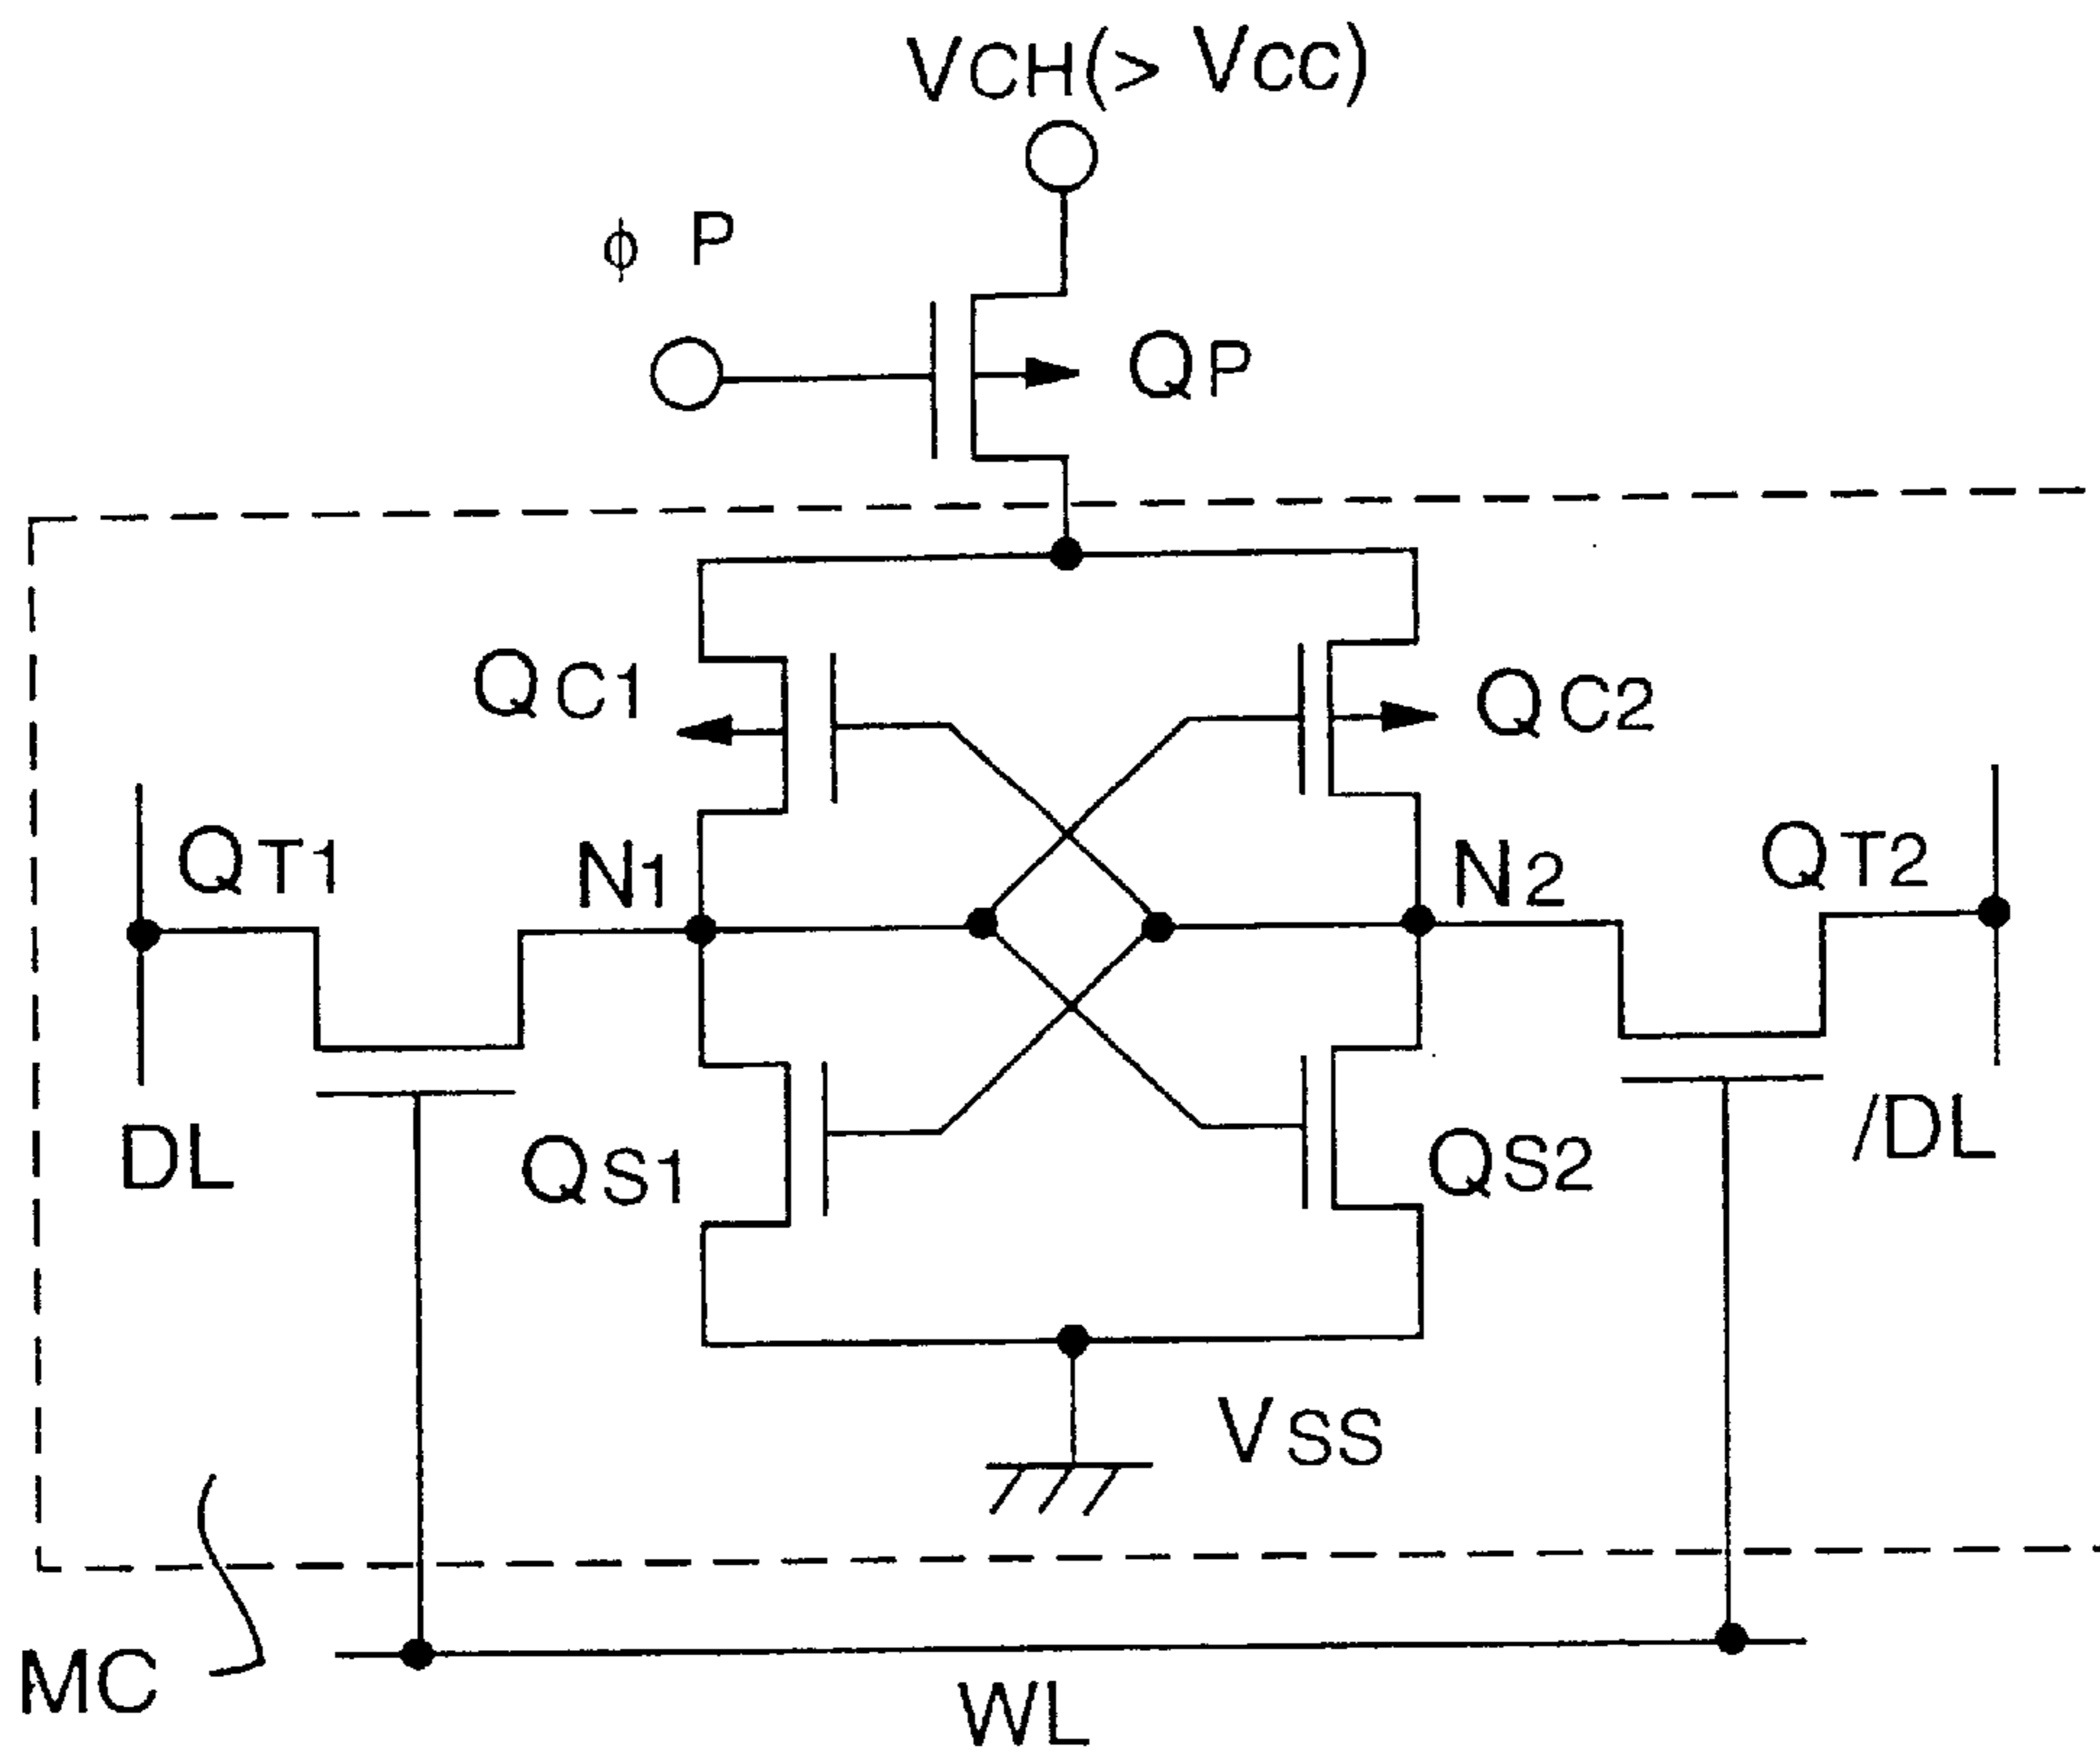 VCH(> VCC)
ϕ P
QP
QC1
QC2
QT1
N1
N2
QT2
DL
QS1
QS2
/DL
VSS
MC
WL